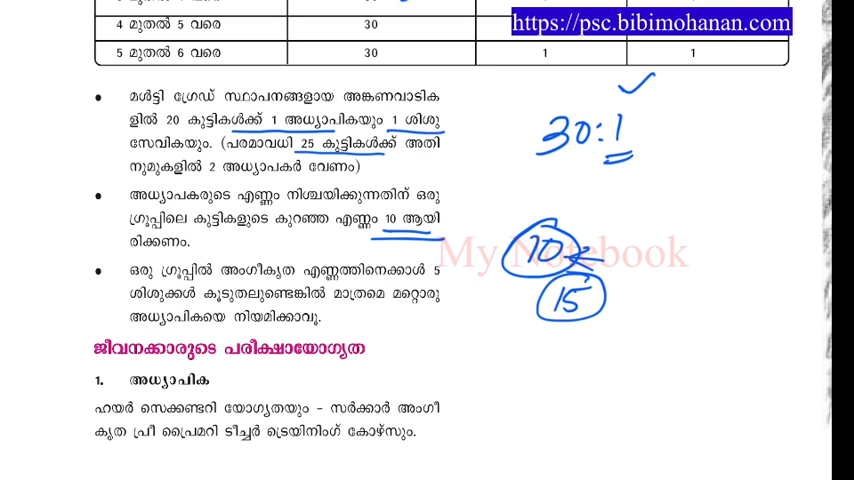 https://psc.bibimohanan.com
4 മുതൽ 5 വരെ 30
5 മുതൽ 6 വരെ 30 1 1
• മൾട്ടി ഗ്രേഡ് സ്ഥാപനങ്ങളായ അങ്കണവാടിക
ളിൽ 20 കുട്ടികൾക്ക് 1 അധ്യാപികയും 1 ശിശു
സേവികയും. (പരമാവധി 25 കുട്ടികൾക്ക് അതി
നുമുകളിൽ 2 അധ്യാപകർ വേണം)
30:1
• അധ്യാപകരുടെ എണ്ണം നിശ്ചയിക്കുന്നതിന് ഒരു
ഗ്രൂപ്പിലെ കുട്ടികളുടെ കുറഞ്ഞ എണ്ണം 10 ആയി
രിക്കണം.
My Notebook
10
• ഒരു ഗ്രൂപ്പിൽ അംഗീകൃത എണ്ണത്തിനെക്കാൾ 5
ശിശുക്കൾ കൂടുതലുണ്ടെങ്കിൽ മാത്രമെ മറ്റൊരു
അധ്യാപികയെ നിയമിക്കാവൂ.
15
ജീവനക്കാരുടെ പരീക്ഷായോഗ്യത
1. അധ്യാപിക
ഹയർ സെക്കണ്ടറി യോഗ്യതയും – സർക്കാർ അംഗീ
കൃത പ്രീ പ്രൈമറി ടീച്ചർ ട്രെയിനിംഗ് കോഴ്സും.